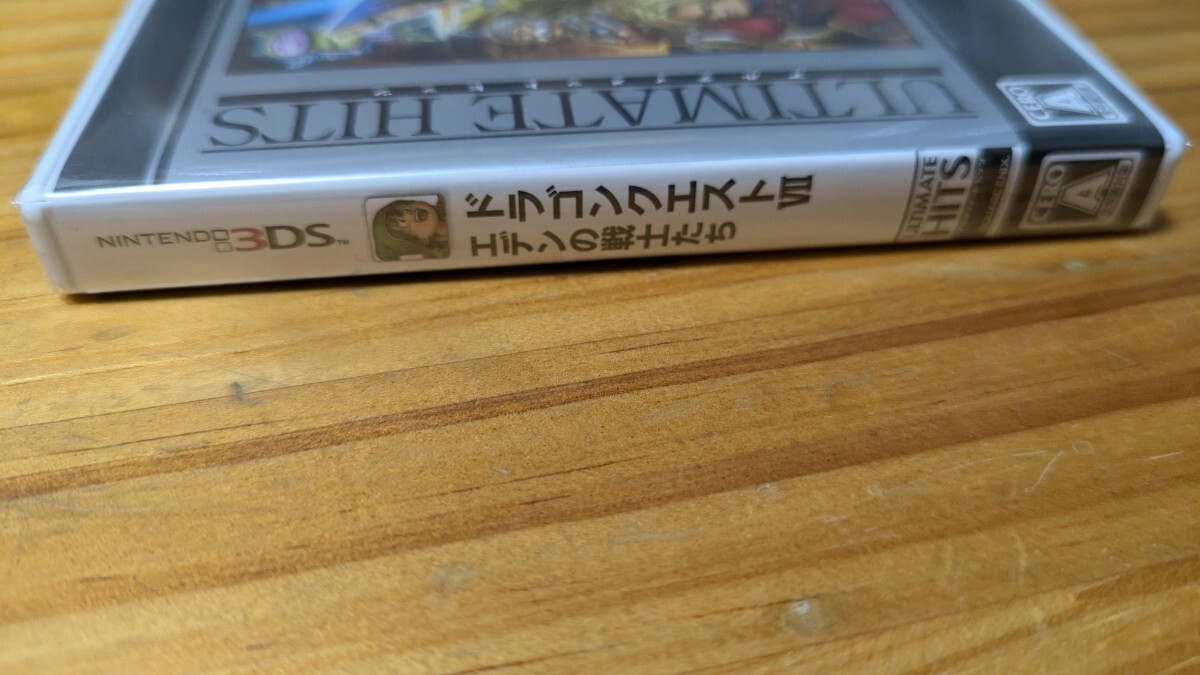 ULTIMATE HITS
CERO
A
NINTENDO 3DS™
ドラゴンクエストVII
エデンの戦士たち
ULTIMATE
HITS
CERO
A